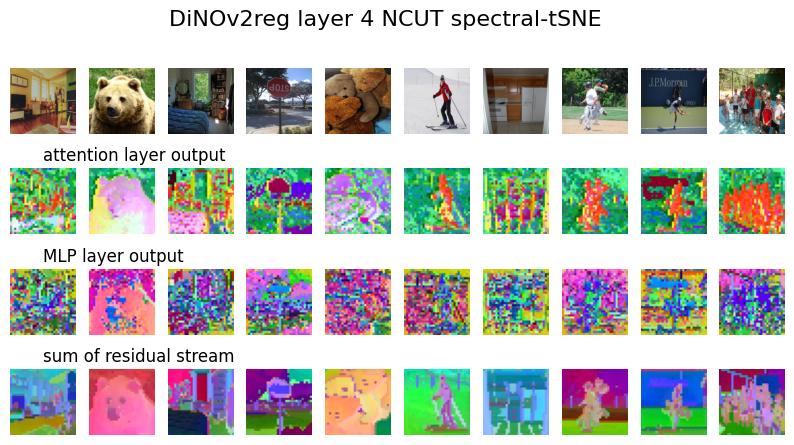 DiNOv2reg layer 4 NCUT spectral-tSNE
STOP
J.P.Morgan
attention layer output
MLP layer output
sum of residual stream